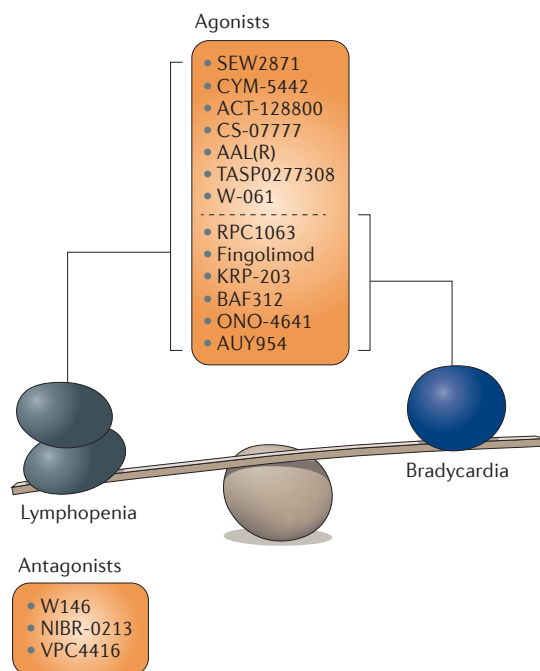 Agonists
• SEW2871
• CYM-5442
• ACT-128800
• CS-07777
• AAL(R)
• TASP0277308
• W-061
• RPC1063
• Fingolimod
• KRP-203
• BAF312
• ONO-4641
• AUY954
Bradycardia
Lymphopenia
Antagonists
• W146
• NIBR-0213
• VPC4416